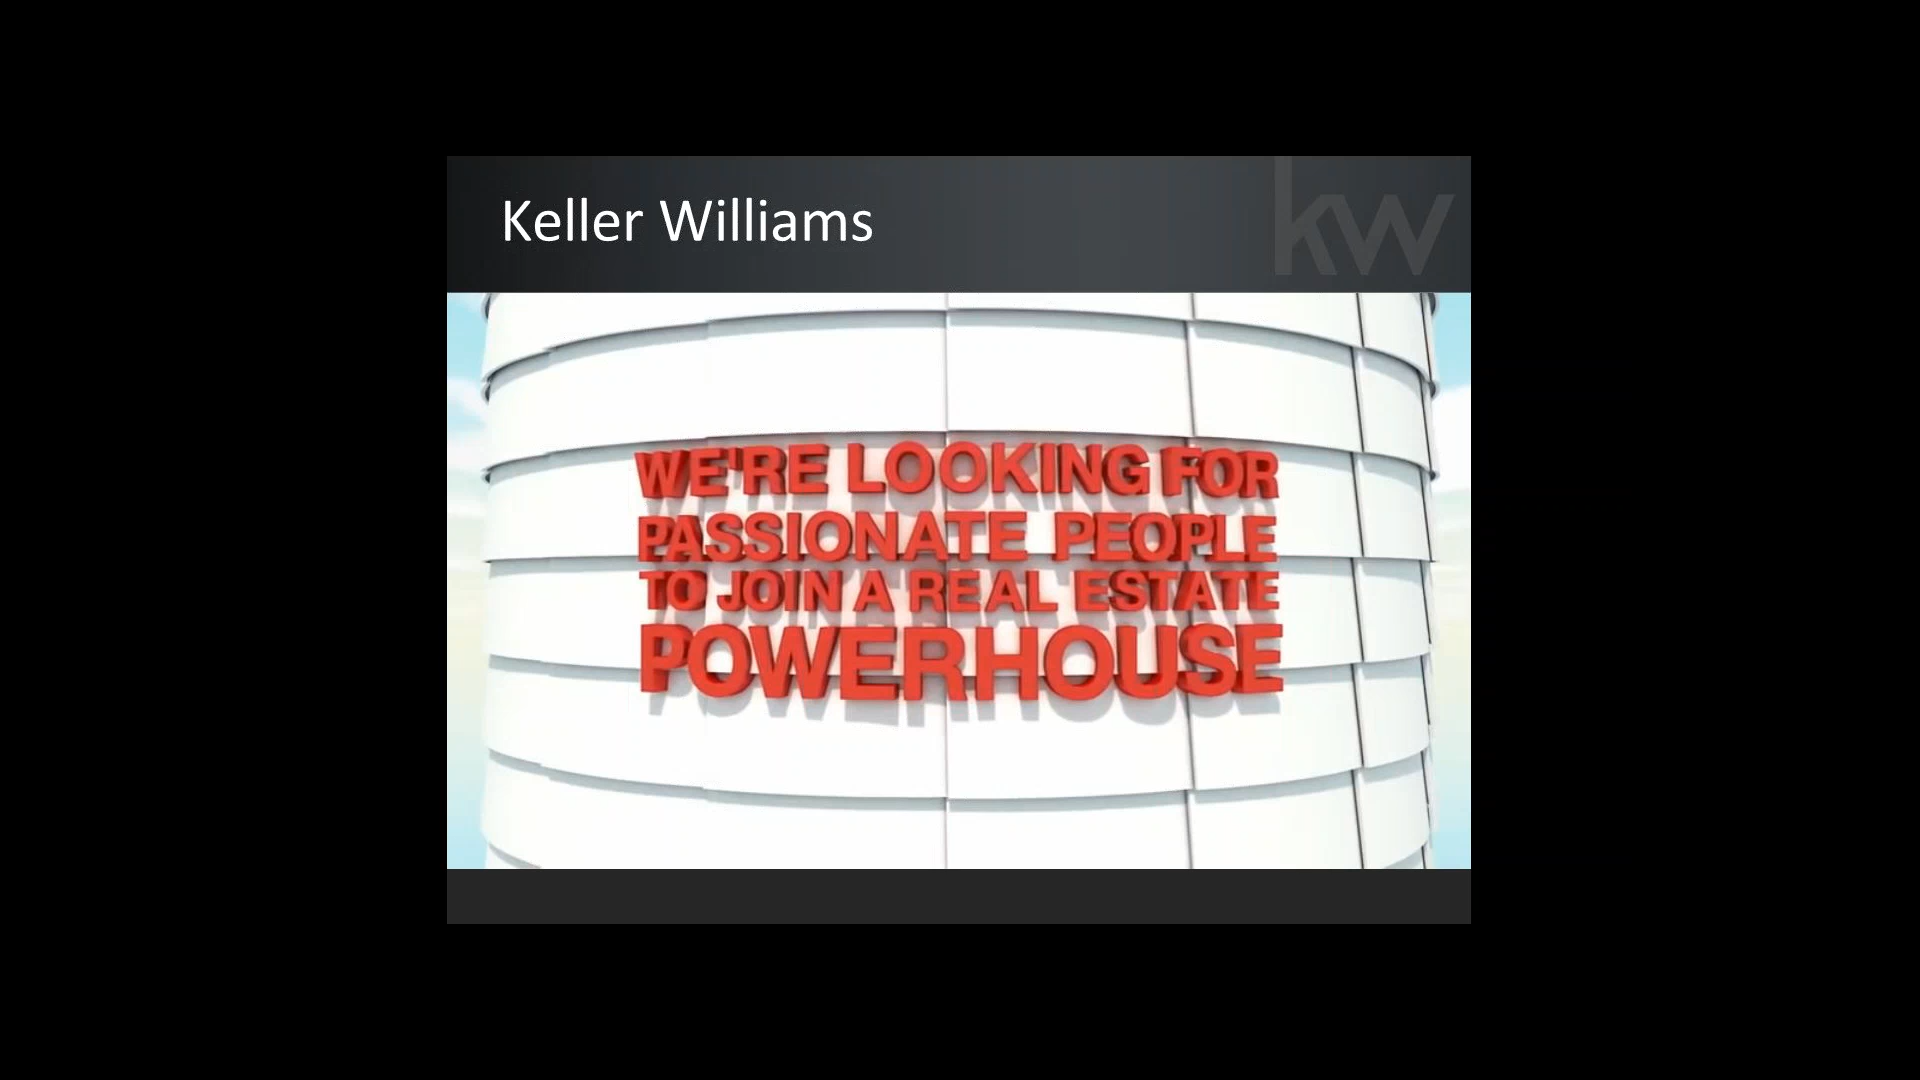 Keller Williams
kw
WE'RE LOOKING FOR
PASSIONATE PEOPLE
TO JOIN A REAL ESTATE
POWERHOUSE